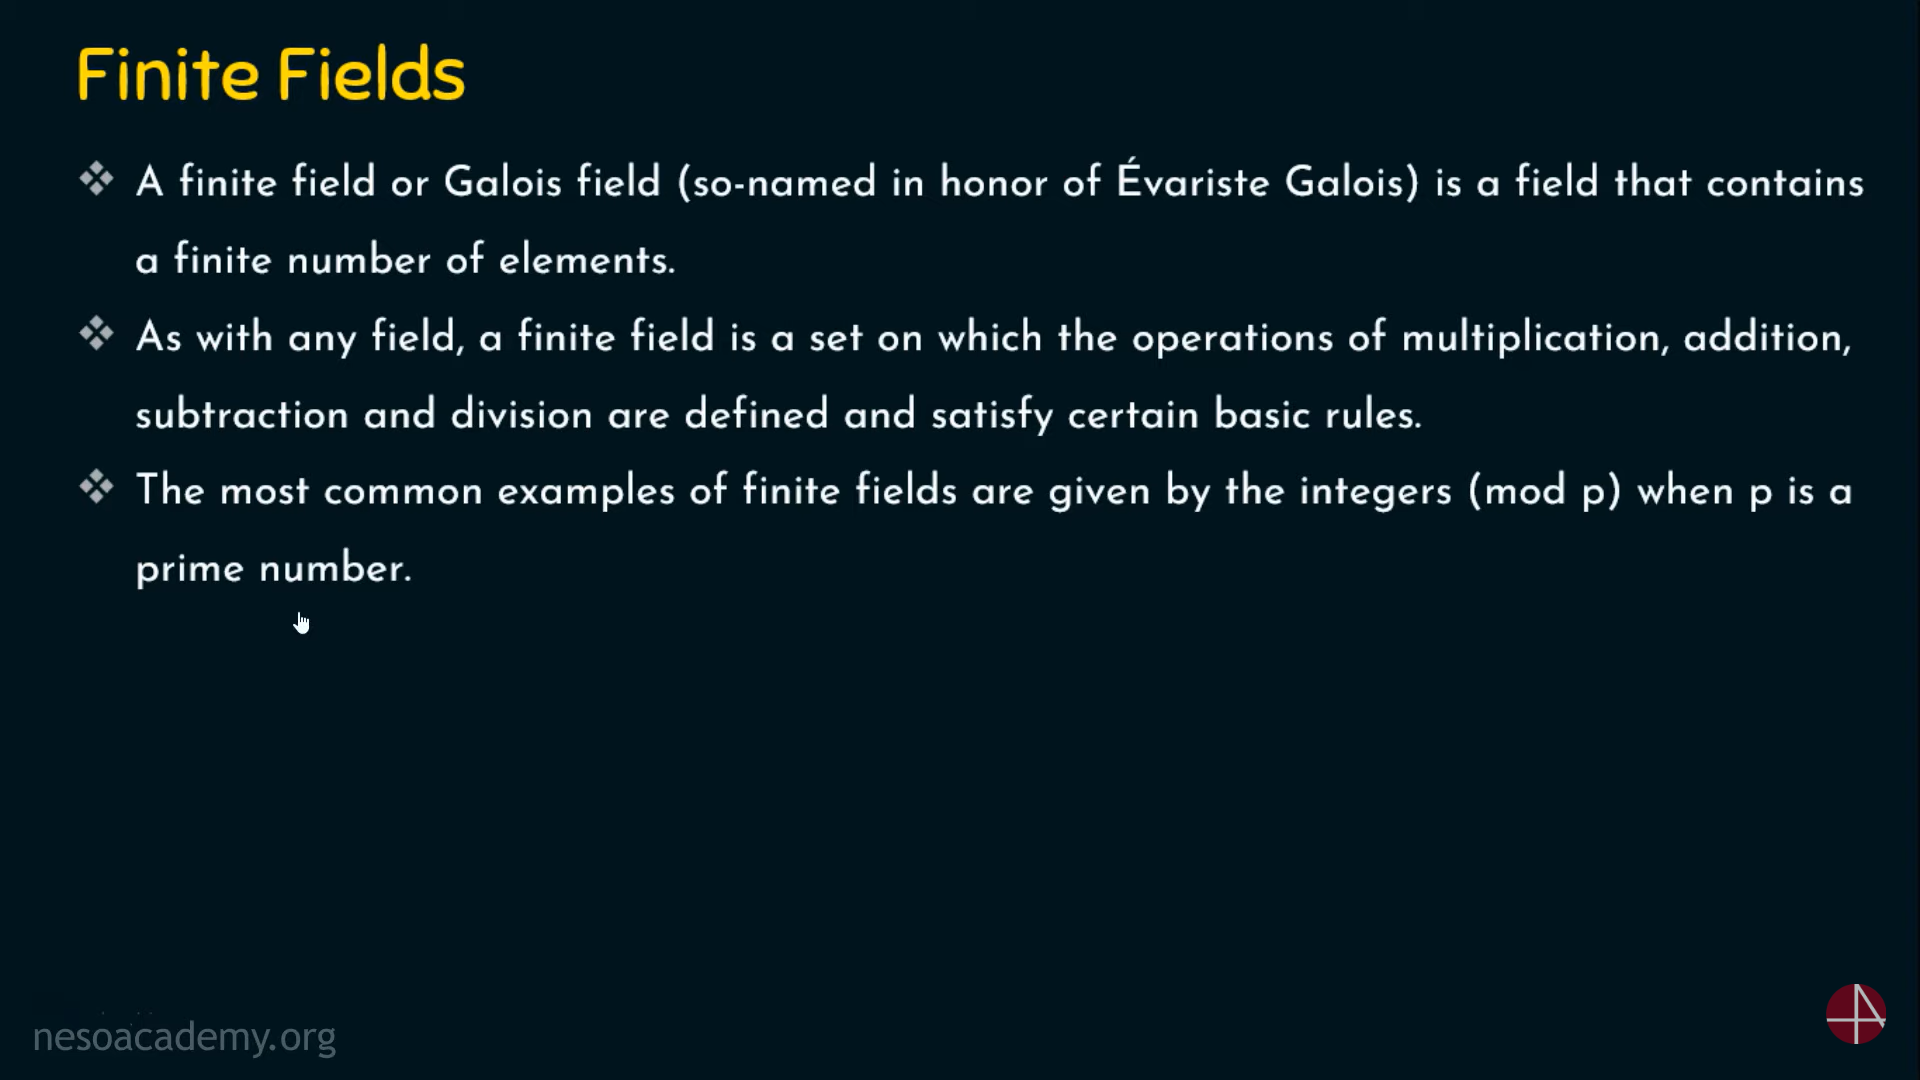 Finite Fields
❖ A finite field or Galois field (so-named in honor of Évariste Galois) is a field that contains
a finite number of elements.
❖ As with any field, a finite field is a set on which the operations of multiplication, addition,
subtraction and division are defined and satisfy certain basic rules.
❖ The most common examples of finite fields are given by the integers (mod p) when p is a
prime number.
nesoacademy.org